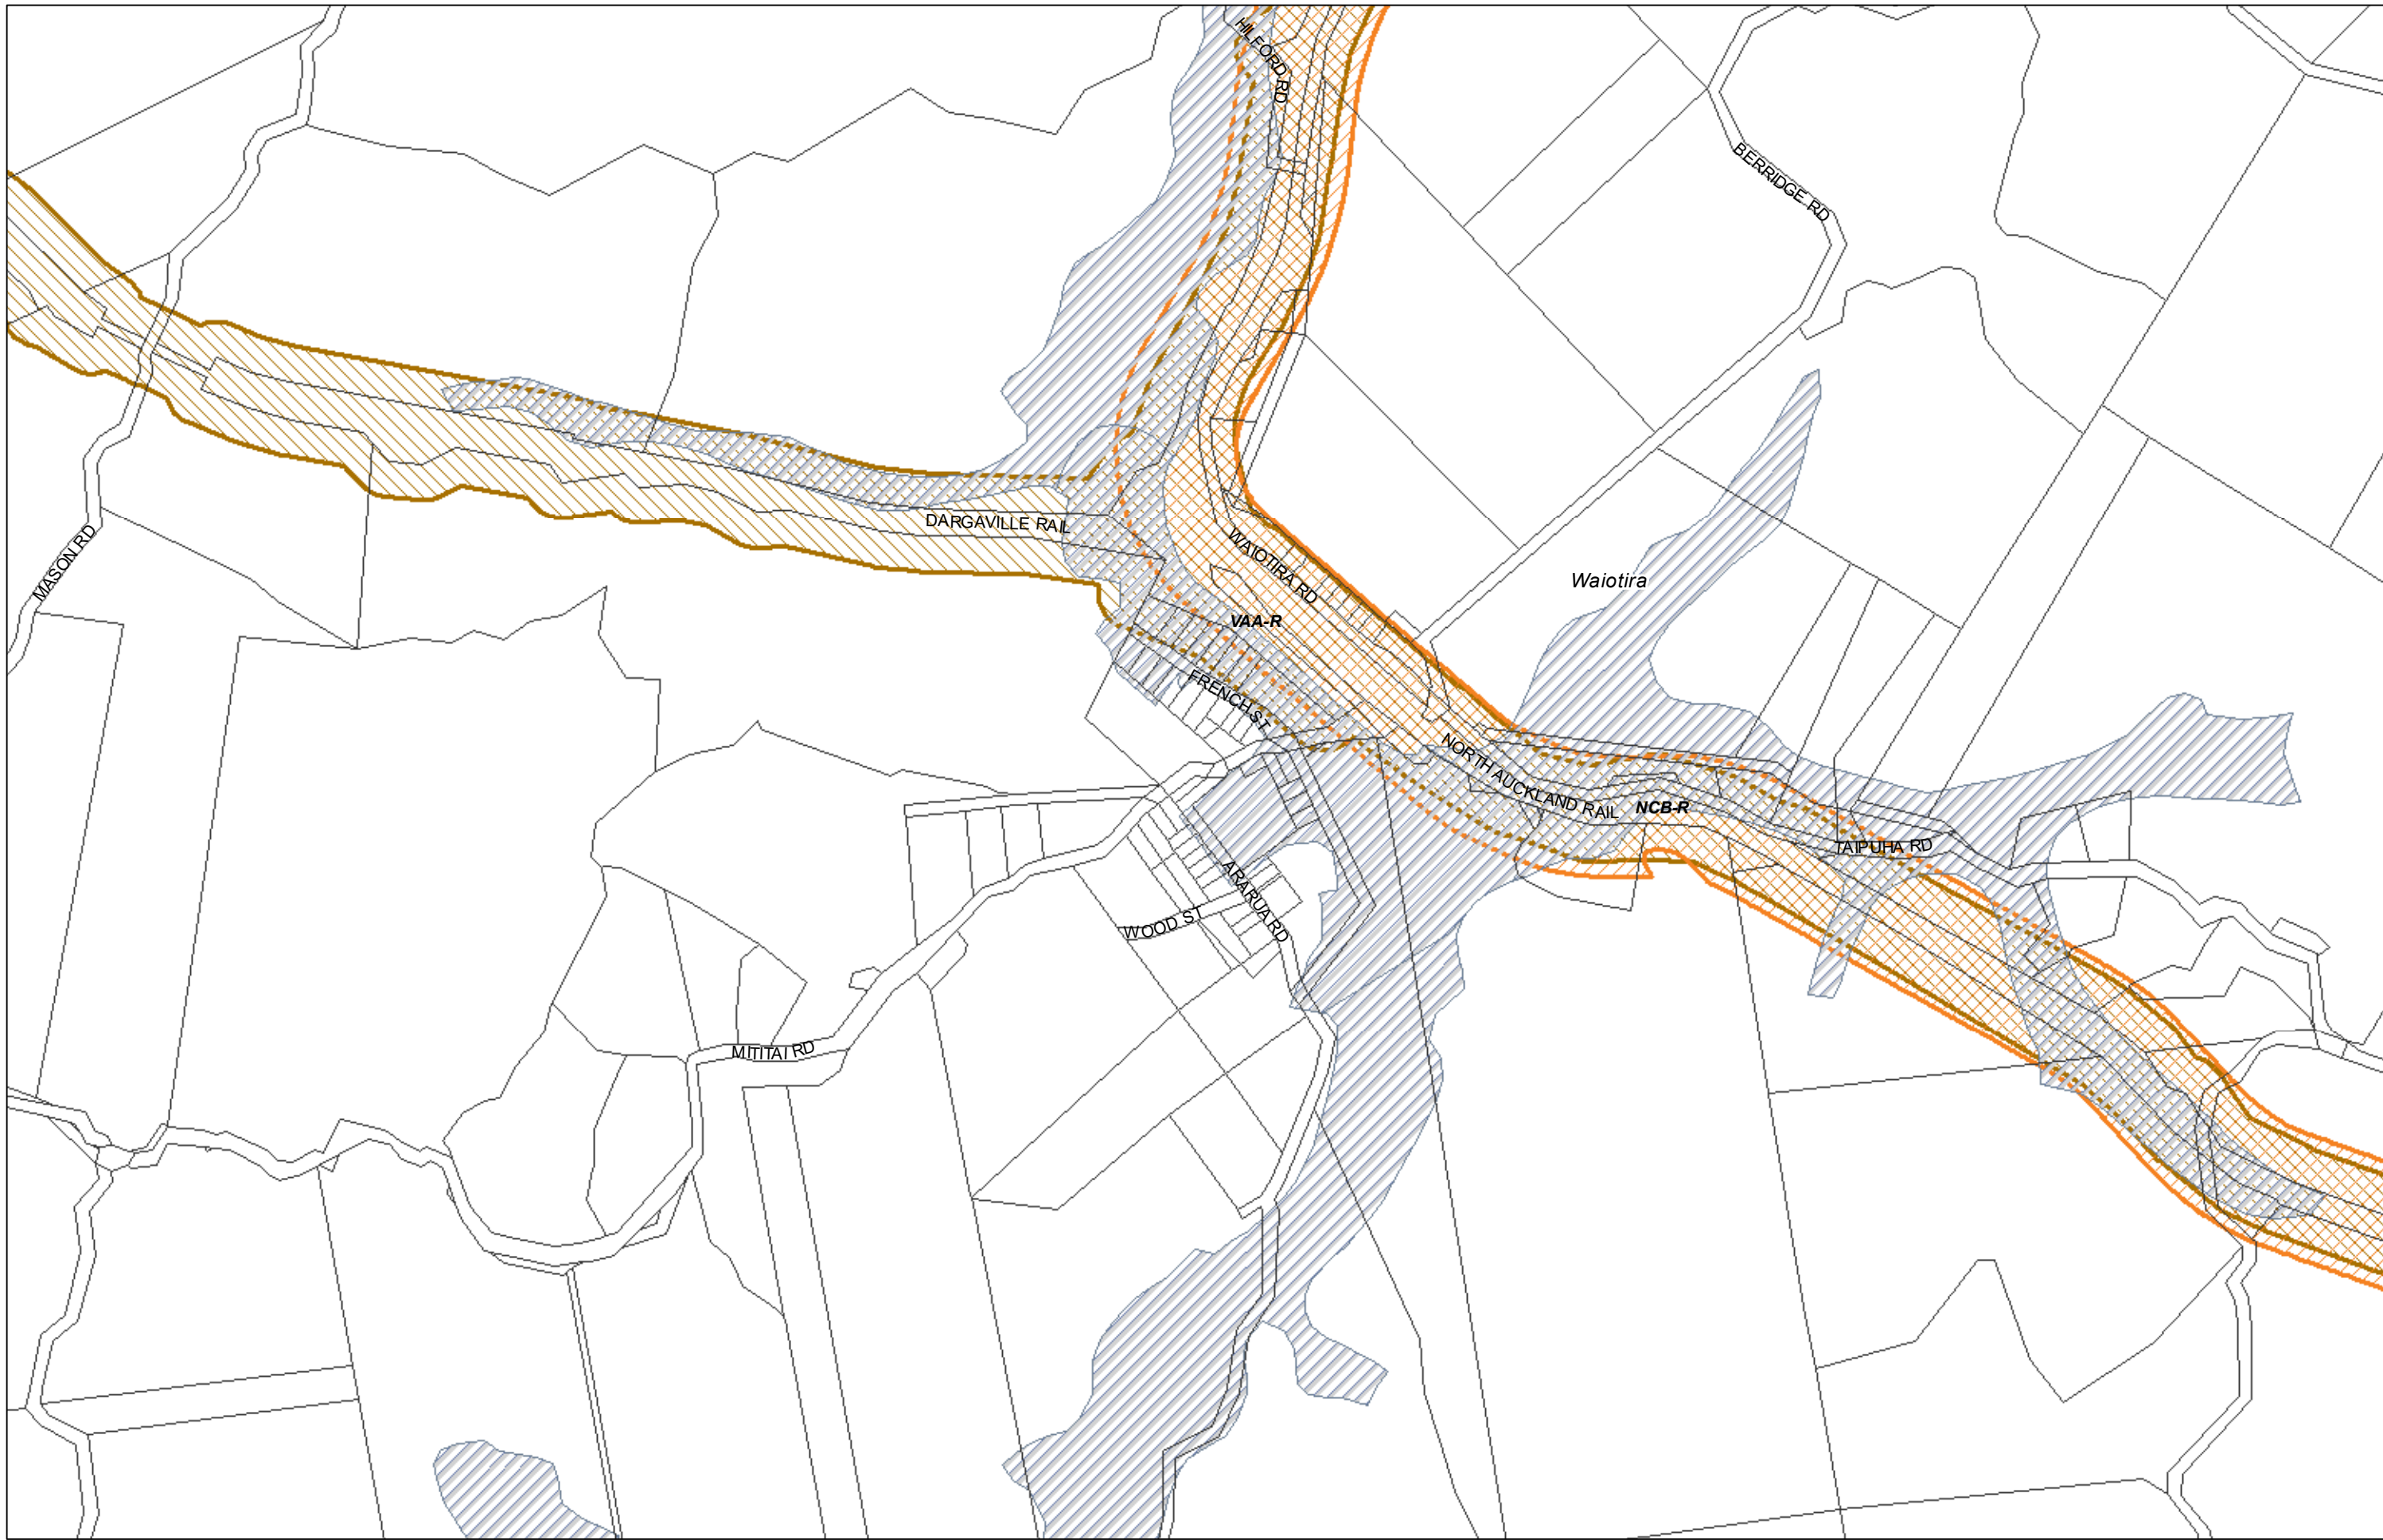 HILFORD RD
BERRIDGE RD
DARGAVILLE RAIL
MASON RD
WAIOTIRA RD
Waiotira
VAA-R
FRENCH ST
NORTH AUCKLAND RAIL
NCB-R
TAIPUHA RD
ARARUA RD
WOOD ST
MITITAI RD